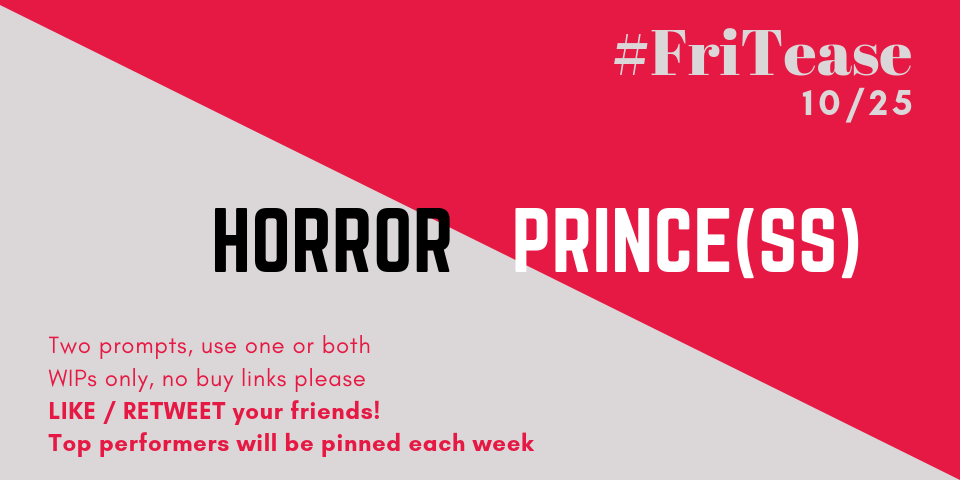 #FriTease
10/25
HORROR PRINCE(SS)
Two prompts, use one or both
WIPs only, no buy links please
LIKE / RETWEET your friends!
Top performers will be pinned each week